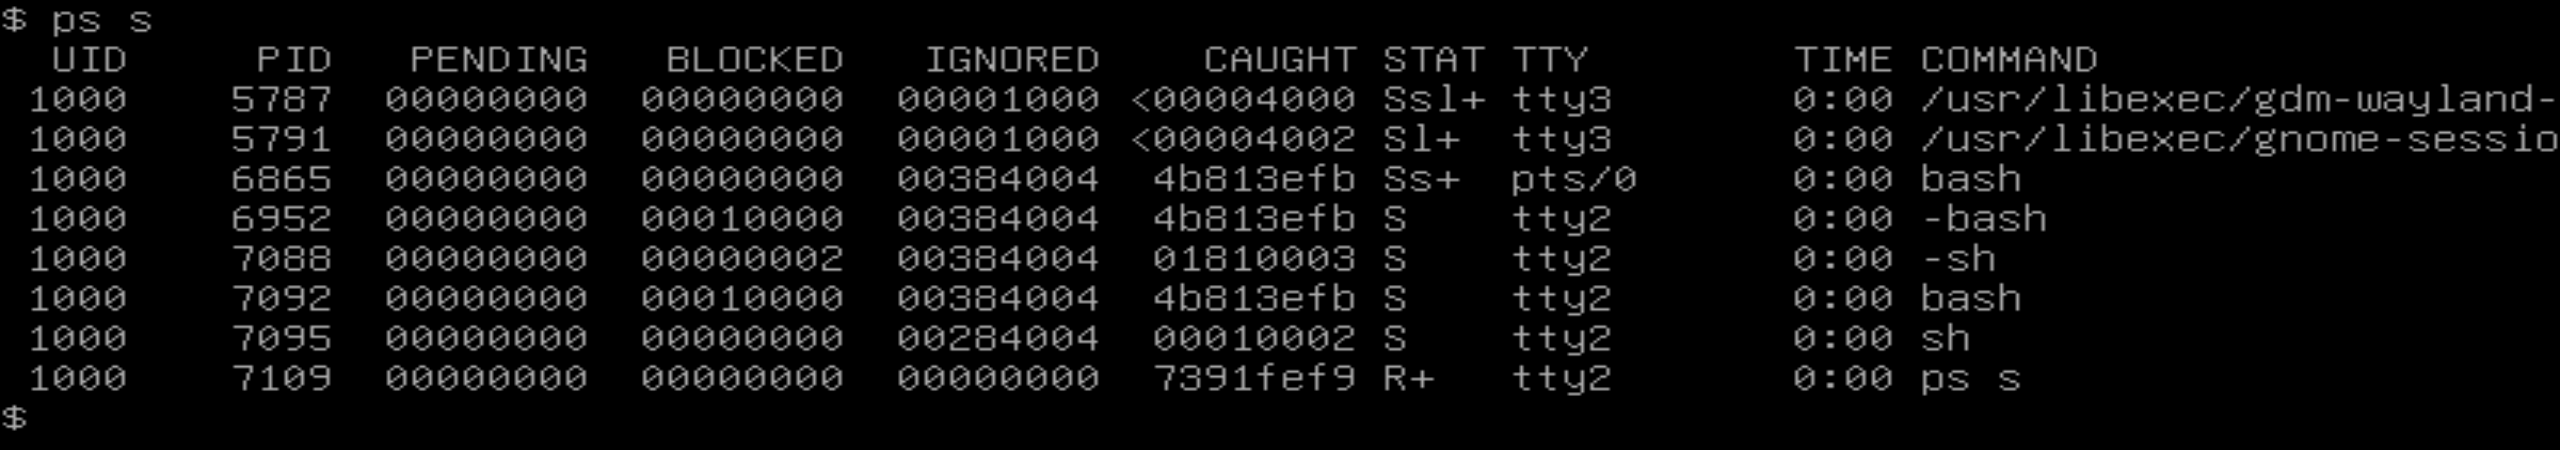 $ ps s
  UID     PID   PENDING   BLOCKED   IGNORED    CAUGHT STAT TTY        TIME COMMAND
 1000    5787  00000000  00000000  00001000 <00004000 Ssl+ tty3       0:00 /usr/libexec/gdm-wayland-
 1000    5791  00000000  00000000  00001000 <00004002 Sl+  tty3       0:00 /usr/libexec/gnome-sessio
 1000    6865  00000000  00000000  00384004  4b813efb Ss+  pts/0      0:00 bash
 1000    6952  00000000  00010000  00384004  4b813efb S    tty2       0:00 -bash
 1000    7088  00000000  00000002  00384004  01810003 S    tty2       0:00 -sh
 1000    7092  00000000  00010000  00384004  4b813efb S    tty2       0:00 bash
 1000    7095  00000000  00000000  00284004  00010002 S    tty2       0:00 sh
 1000    7109  00000000  00000000  00000000  7391fef9 R+   tty2       0:00 ps s
$